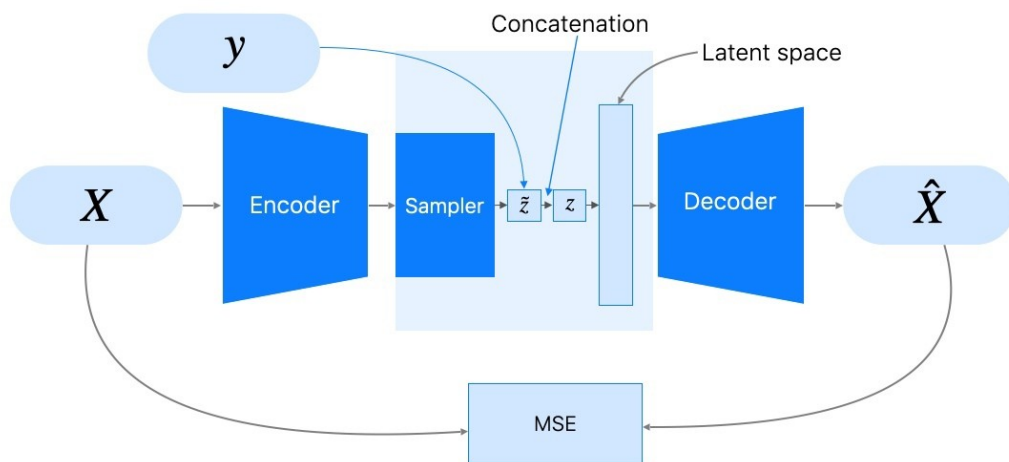 Concatenation
y
Latent space
X
Encoder
Sampler
z̃
z
Decoder
X̂
MSE